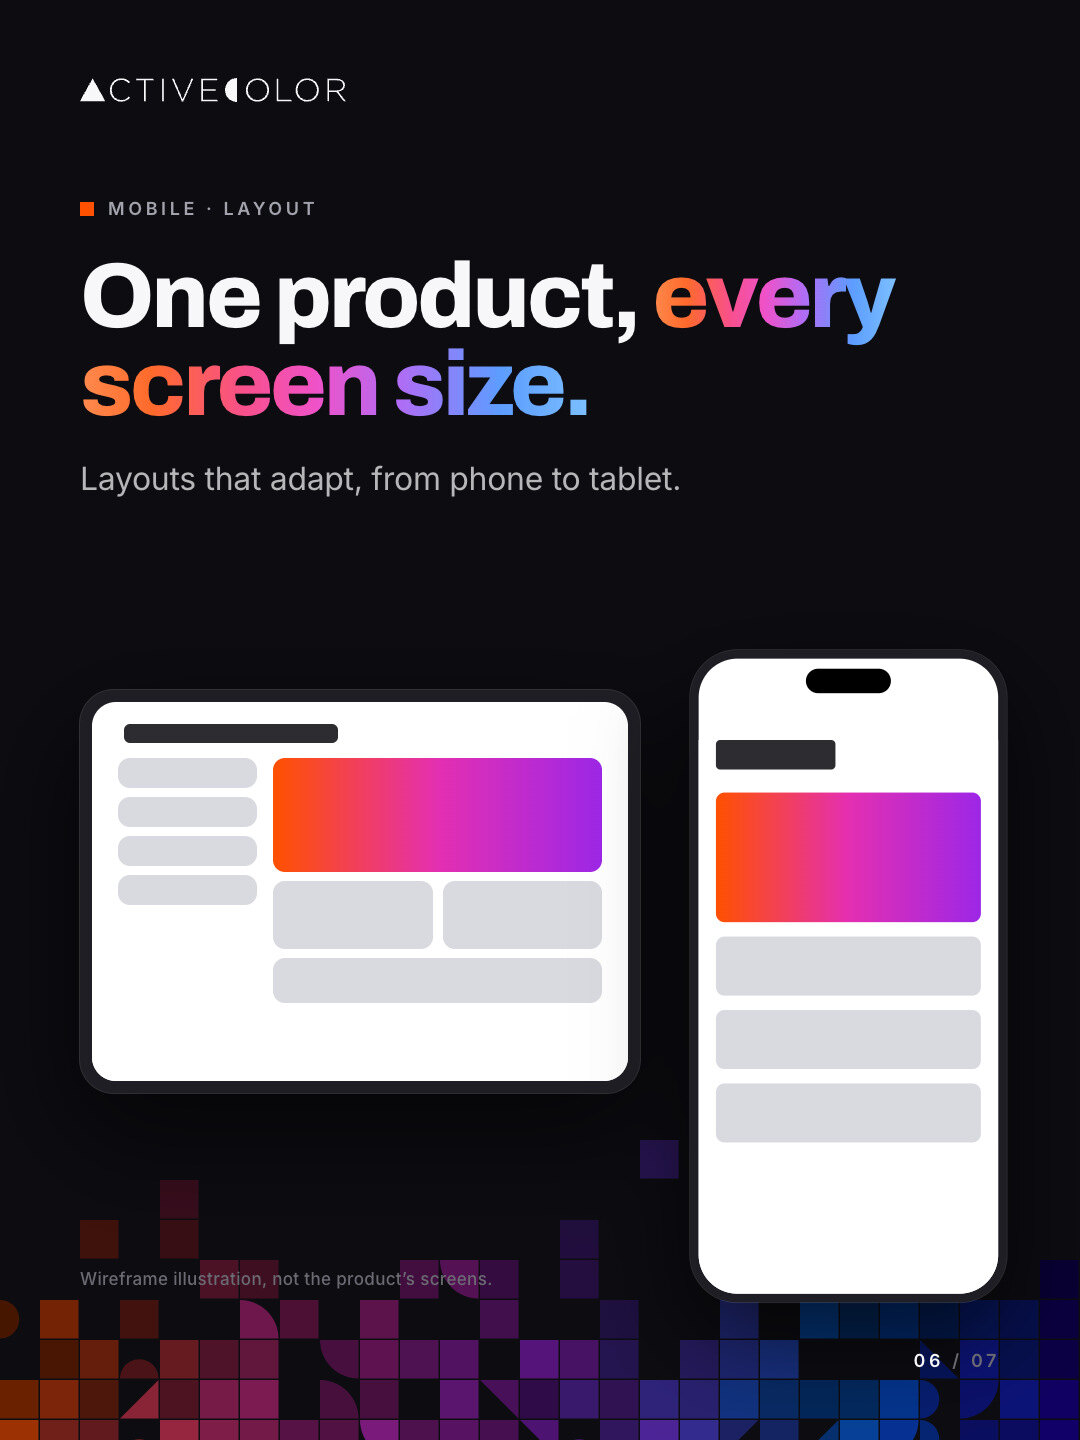 ACTIVECOLOR
MOBILE · LAYOUT
One product, every
screen size.
Layouts that adapt, from phone to tablet.
Wireframe illustration, not the product’s screens.
06 / 07